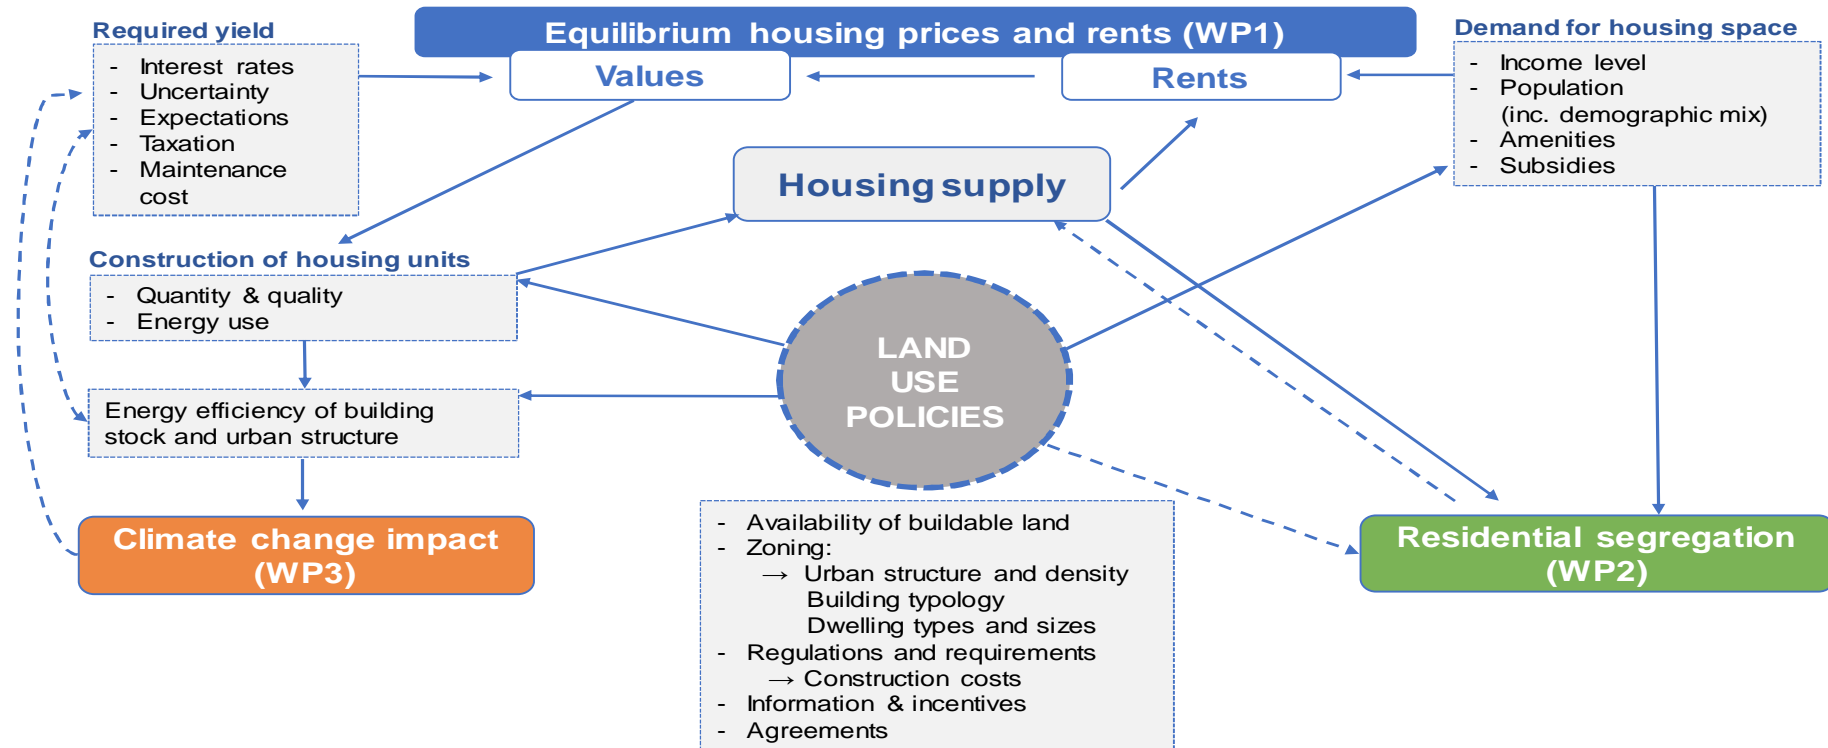 Equilibrium housing prices and rents (WP1)
Values
Rents
Required yield
- Interest rates
- Uncertainty
- Expectations
- Taxation
- Maintenance
cost
Demand for housing space
- Income level
- Population
(inc. demographic mix)
- Amenities
- Subsidies
Housing supply
Construction of housing units
- Quantity & quality
- Energy use
Energy efficiency of building
stock and urban structure
LAND
USE
POLICIES
Climate change impact
(WP3)
Residential segregation
(WP2)
- Availability of buildable land
- Zoning:
→ Urban structure and density
Building typology
Dwelling types and sizes
- Regulations and requirements
→ Construction costs
- Information & incentives
- Agreements